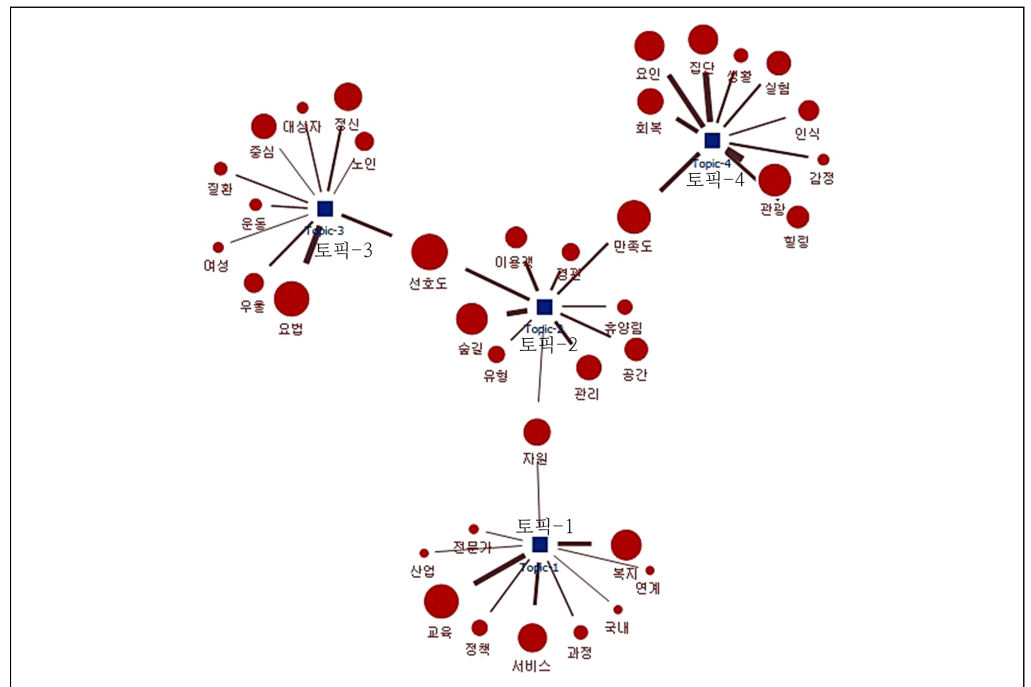 요인
집단
생활
실험
회복
인식
Topic-4
토픽-4
감정
관광
힐링
만족도
대상자
정신
중심
노인
질환
운동
Topic-3
토픽-3
여성
우울
요법
선호도
이용객
경관
휴양림
Topic-2
토픽-2
숲길
유형
공간
관리
자원
토픽-1
전문가
산업
Topic-1
복지
연계
국내
교육
정책
서비스
과정